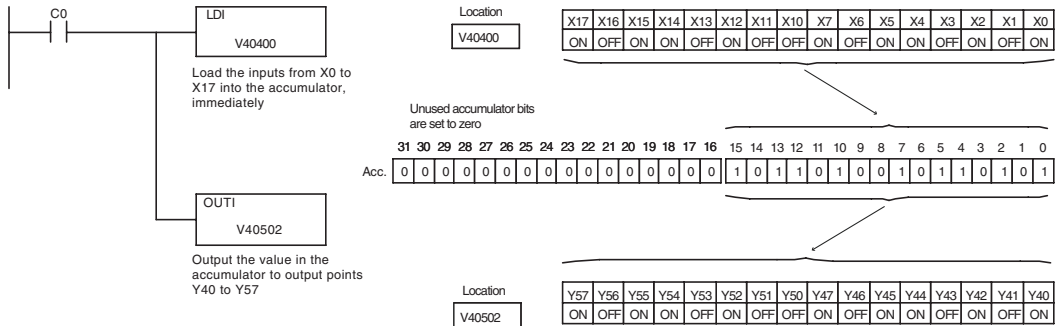 C0
LDI
V40400
Load the inputs from X0 to
X17 into the accumulator,
immediately
OUTI
V40502
Output the value in the
accumulator to output points
Y40 to Y57
Location
V40400
X17 X16 X15 X14 X13 X12 X11 X10 X7 X6 X5 X4 X3 X2 X1 X0
ON OFF ON ON OFF ON OFF OFF ON OFF ON ON OFF ON OFF ON
Unused accumulator bits
are set to zero
31 30 29 28 27 26 25 24 23 22 21 20 19 18 17 16 15 14 13 12 11 10 9 8 7 6 5 4 3 2 1 0
Acc. 0 0 0 0 0 0 0 0 0 0 0 0 0 0 0 0 1 0 1 1 0 1 0 0 1 0 1 1 0 1 0 1
Location
V40502
Y57 Y56 Y55 Y54 Y53 Y52 Y51 Y50 Y47 Y46 Y45 Y44 Y43 Y42 Y41 Y40
ON OFF ON ON OFF ON OFF OFF ON OFF ON ON OFF ON OFF ON